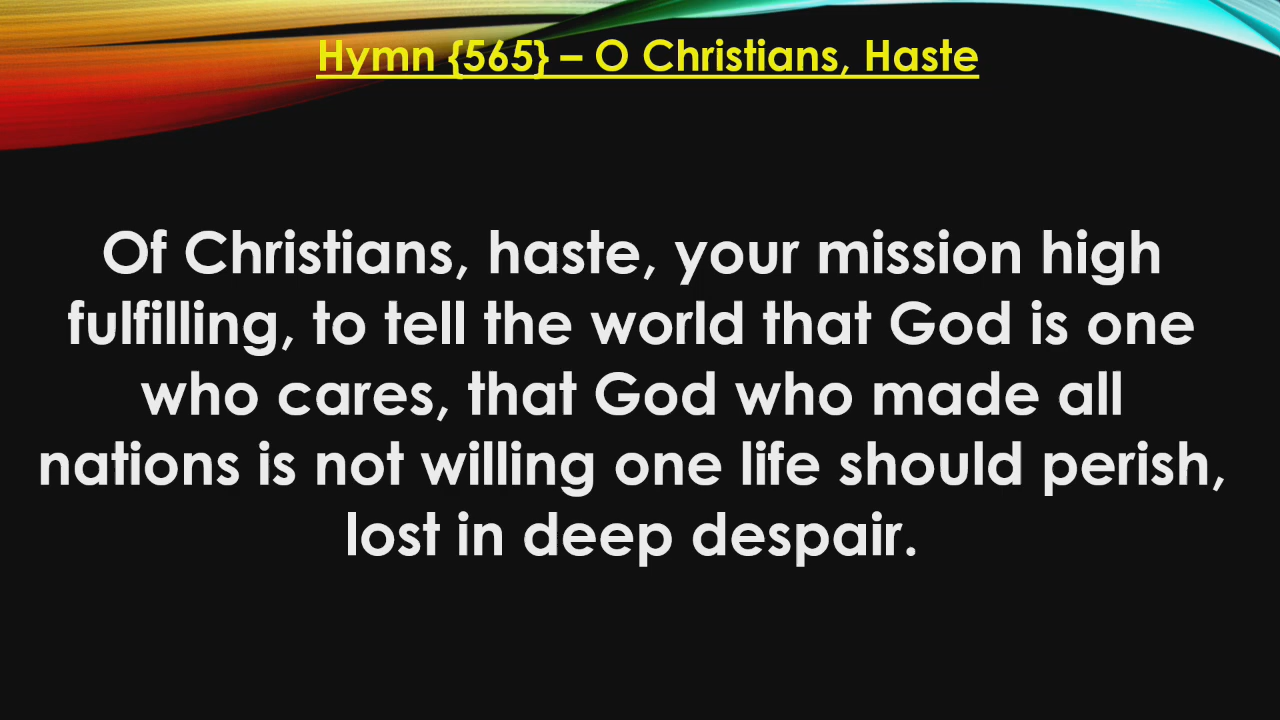 Hymn {565} – O Christians, Haste
Of Christians, haste, your mission high
fulfilling, to tell the world that God is one
who cares, that God who made all
nations is not willing one life should perish,
lost in deep despair.